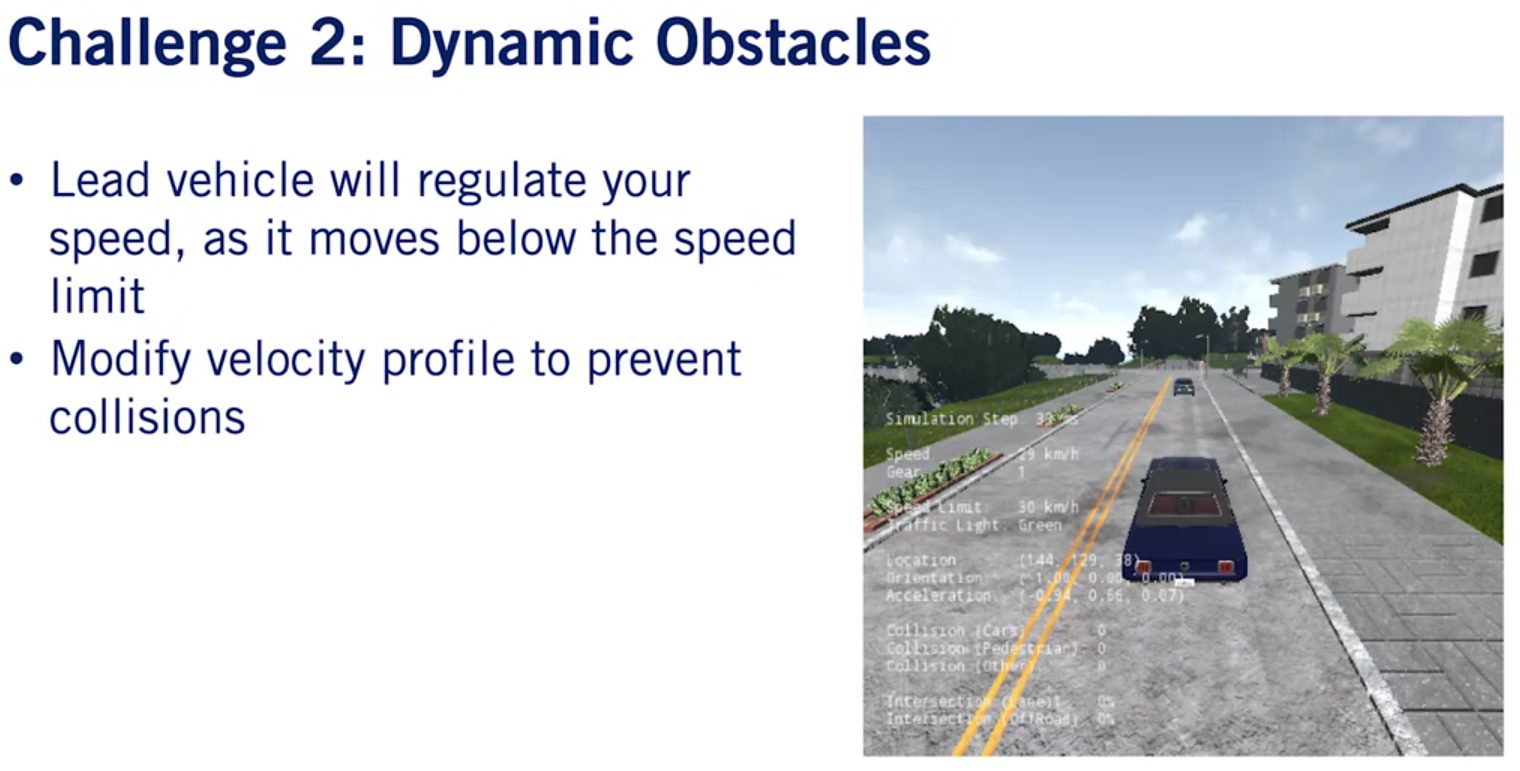 Challenge 2: Dynamic Obstacles
• Lead vehicle will regulate your
speed, as it moves below the speed
limit
• Modify velocity profile to prevent
collisions
Simulation Step.
Speed. 29 km/h
Gear. 1
Speed Limit. 30 km/h
Traffic Light. Green
Location (144, 129, 38)
Orientation. (-1.00, 0.00, 0.00)
Acceleration. (-0.94, 0.66, 0.07)
Collision (Cars) 0
Collision (Pedestrian) 0
Collision (Other) 0
Intersection (Lane) 0%
Intersection (OffRoad) 0%